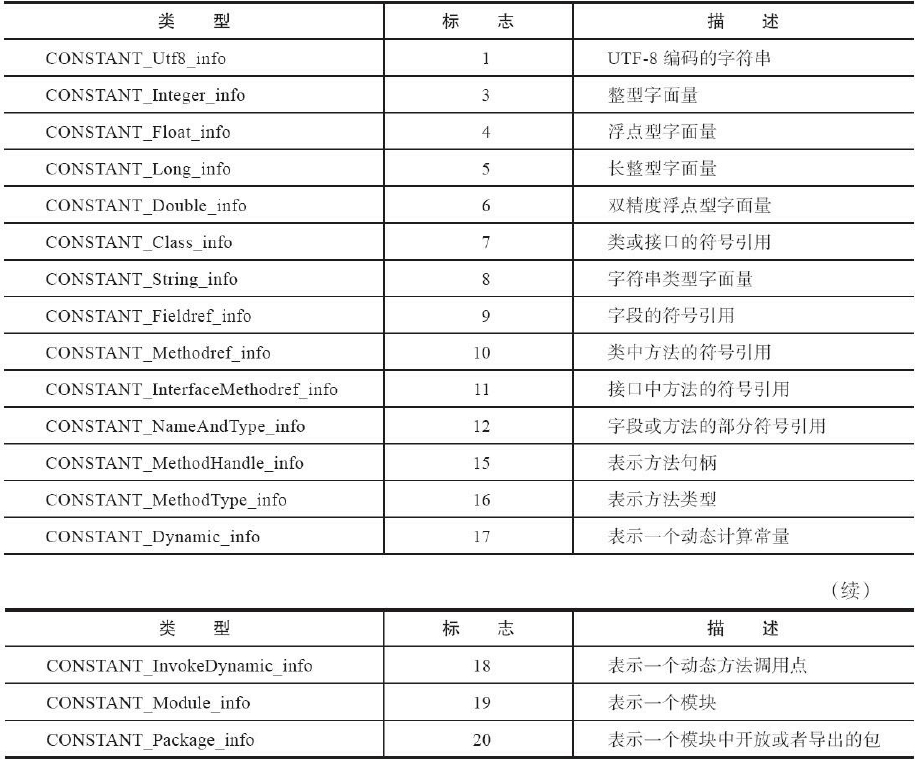 类 型 标 志 描 述
CONSTANT_Utf8_info 1 UTF-8 编码的字符串
CONSTANT_Integer_info 3 整型字面量
CONSTANT_Float_info 4 浮点型字面量
CONSTANT_Long_info 5 长整型字面量
CONSTANT_Double_info 6 双精度浮点型字面量
CONSTANT_Class_info 7 类或接口的符号引用
CONSTANT_String_info 8 字符串类型字面量
CONSTANT_Fieldref_info 9 字段的符号引用
CONSTANT_Methodref_info 10 类中方法的符号引用
CONSTANT_InterfaceMethodref_info 11 接口中方法的符号引用
CONSTANT_NameAndType_info 12 字段或方法的部分符号引用
CONSTANT_MethodHandle_info 15 表示方法句柄
CONSTANT_MethodType_info 16 表示方法类型
CONSTANT_Dynamic_info 17 表示一个动态计算常量
（续）
类 型 标 志 描 述
CONSTANT_InvokeDynamic_info 18 表示一个动态方法调用点
CONSTANT_Module_info 19 表示一个模块
CONSTANT_Package_info 20 表示一个模块中开放或者导出的包